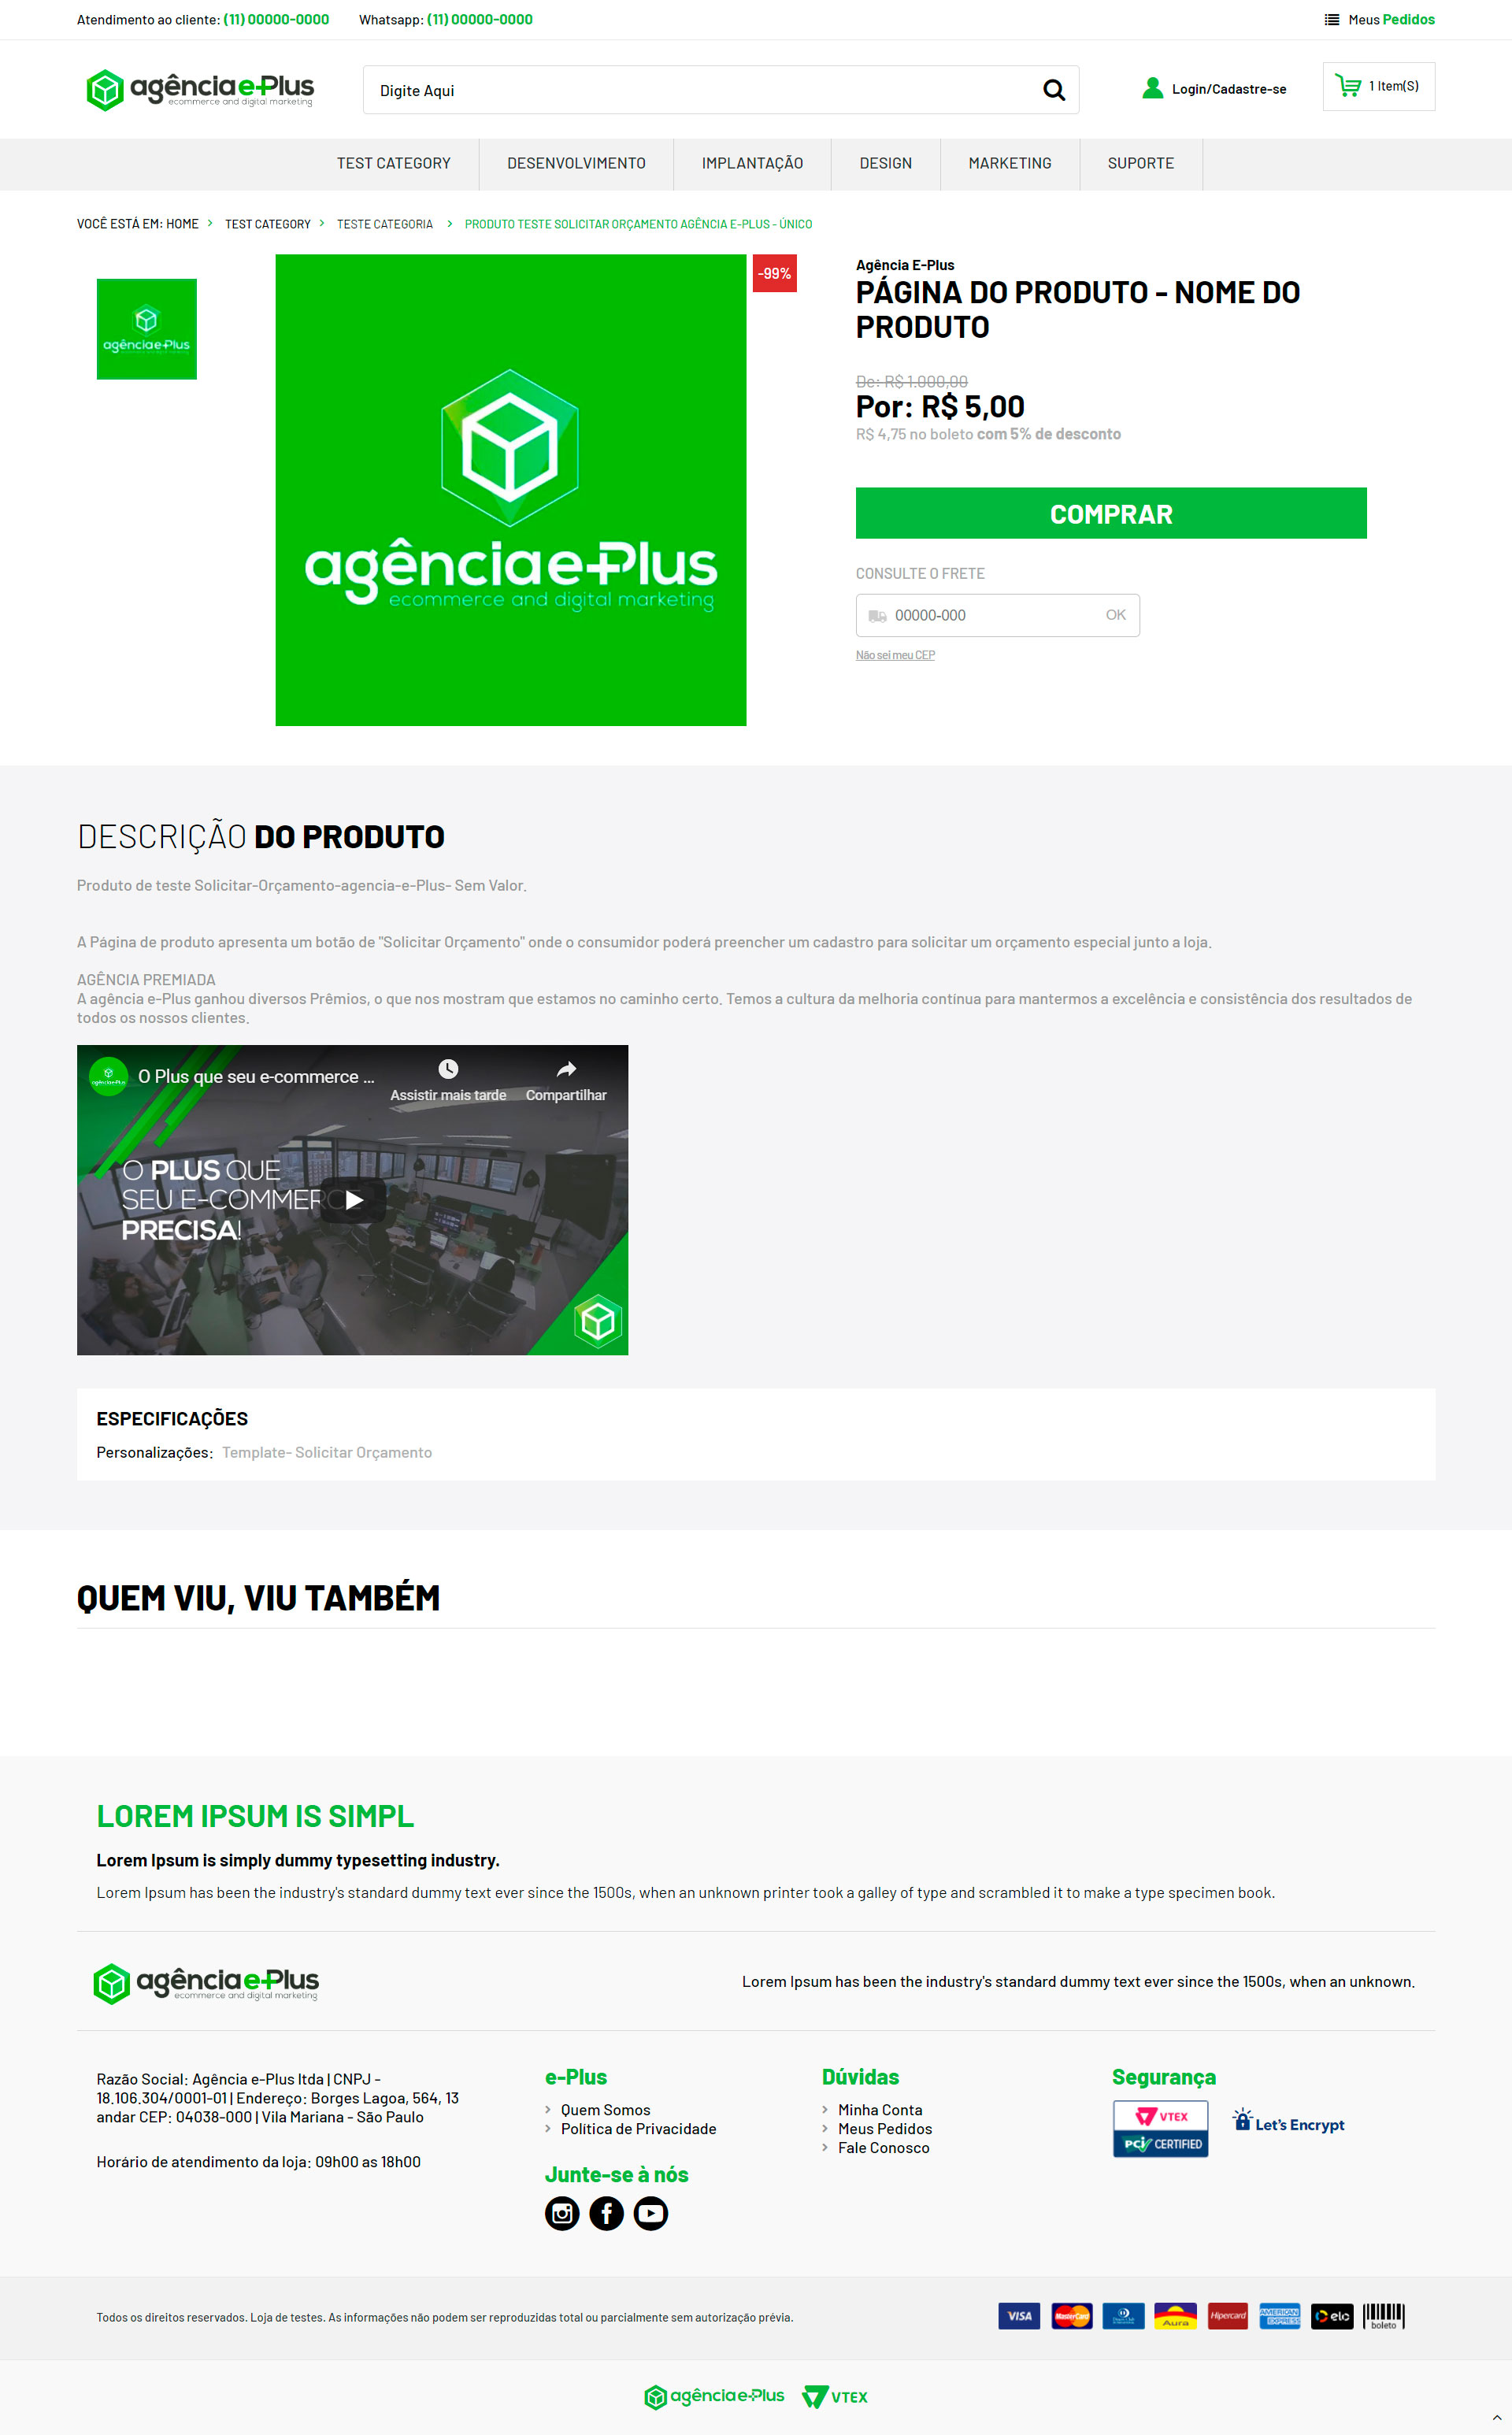 Atendimento ao cliente: (11) 00000-0000 Whatsapp: (11) 00000-0000 Meus Pedidos
agência e-Plus
ecommerce and digital marketing
Digite Aqui
Login/Cadastre-se
1 Item(S)
TEST CATEGORY DESENVOLVIMENTO IMPLANTAÇÃO DESIGN MARKETING SUPORTE
VOCÊ ESTÁ EM: HOME > TEST CATEGORY > TESTE CATEGORIA > PRODUTO TESTE SOLICITAR ORÇAMENTO AGÊNCIA E-PLUS - ÚNICO
agência e-Plus
agência e-Plus
ecommerce and digital marketing
-99%
Agência E-Plus
PÁGINA DO PRODUTO - NOME DO
PRODUTO
De: R$ 1.000,00
Por: R$ 5,00
R$ 4,75 no boleto com 5% de desconto
COMPRAR
CONSULTE O FRETE
00000-000 OK
Não sei meu CEP
DESCRIÇÃO DO PRODUTO
Produto de teste Solicitar-Orçamento-agencia-e-Plus- Sem Valor.
A Página de produto apresenta um botão de "Solicitar Orçamento" onde o consumidor poderá preencher um cadastro para solicitar um orçamento especial junto a loja.
AGÊNCIA PREMIADA
A agência e-Plus ganhou diversos Prêmios, o que nos mostram que estamos no caminho certo. Temos a cultura da melhoria contínua para mantermos a excelência e consistência dos resultados de
todos os nossos clientes.
agência e-Plus
O Plus que seu e-commerce ...
Assistir mais tarde Compartilhar
O PLUS QUE
SEU E-COMMERCE
PRECISA!
ESPECIFICAÇÕES
Personalizações: Template- Solicitar Orçamento
QUEM VIU, VIU TAMBÉM
LOREM IPSUM IS SIMPL
Lorem Ipsum is simply dummy typesetting industry.
Lorem Ipsum has been the industry's standard dummy text ever since the 1500s, when an unknown printer took a galley of type and scrambled it to make a type specimen book.
agência e-Plus
ecommerce and digital marketing
Lorem Ipsum has been the industry's standard dummy text ever since the 1500s, when an unknown.
Razão Social: Agência e-Plus ltda | CNPJ -
18.106.304/0001-01 | Endereço: Borges Lagoa, 564, 13
andar CEP: 04038-000 | Vila Mariana - São Paulo
Horário de atendimento da loja: 09h00 as 18h00
e-Plus
Quem Somos
Política de Privacidade
Junte-se à nós
Dúvidas
Minha Conta
Meus Pedidos
Fale Conosco
Segurança
VTEX
PCI CERTIFIED
Let's Encrypt
Todos os direitos reservados. Loja de testes. As informações não podem ser reproduzidas total ou parcialmente sem autorização prévia.
VISA MasterCard Aura Hipercard AMERICAN EXPRESS elo boleto
agência e-Plus VTEX